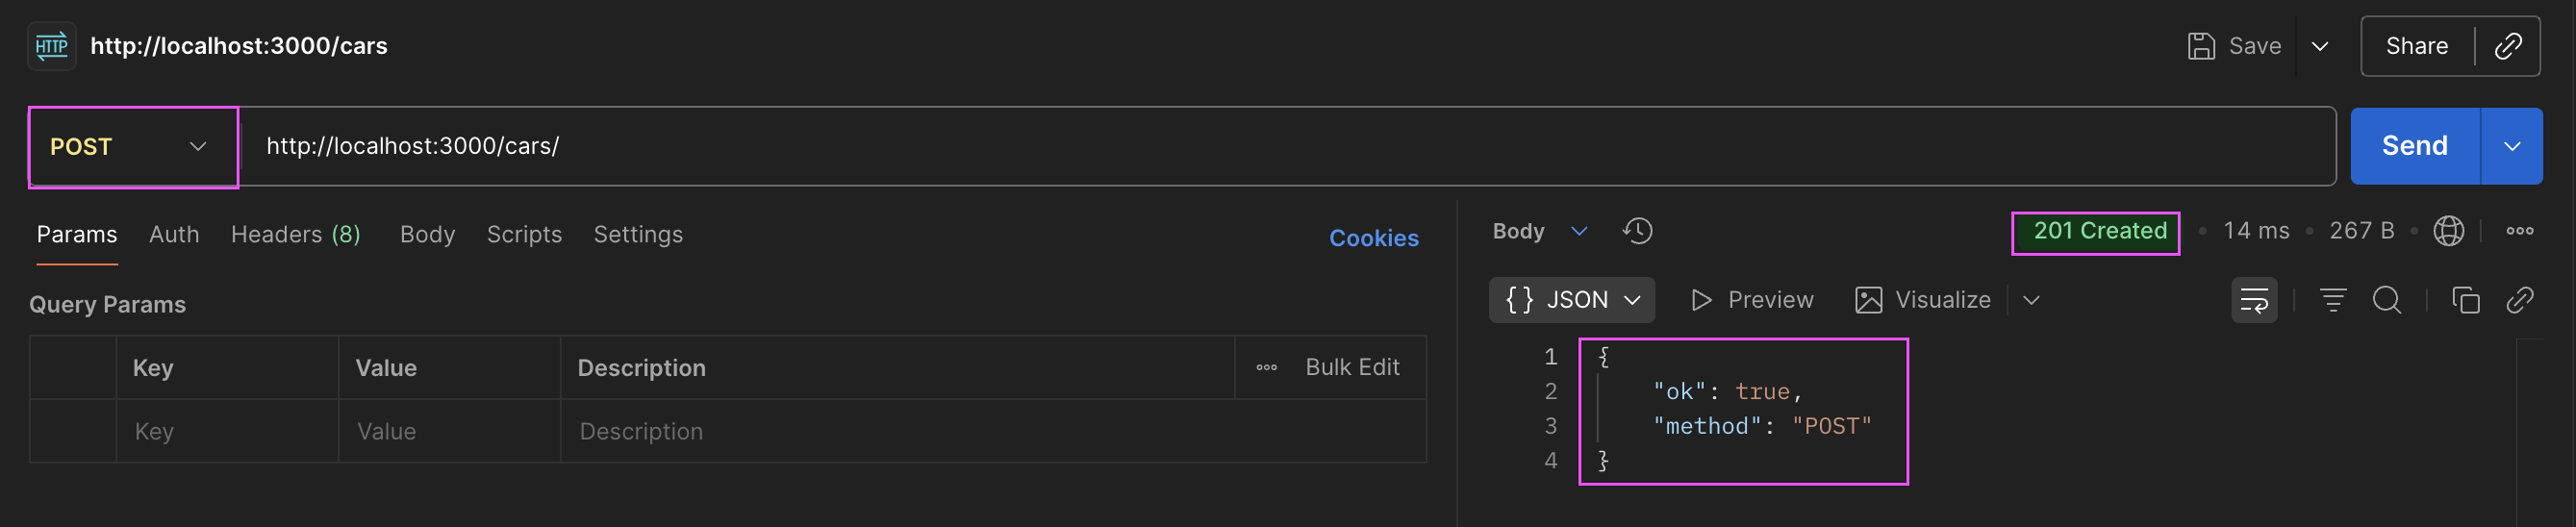 HTTP http://localhost:3000/cars Save Share
POST http://localhost:3000/cars/ Send
Params Auth Headers (8) Body Scripts Settings Cookies
Query Params
Key Value Description Bulk Edit
Key Value Description
Body 201 Created • 14 ms • 267 B •
{ } JSON Preview Visualize
1 {
2 "ok": true,
3 "method": "POST"
4 }